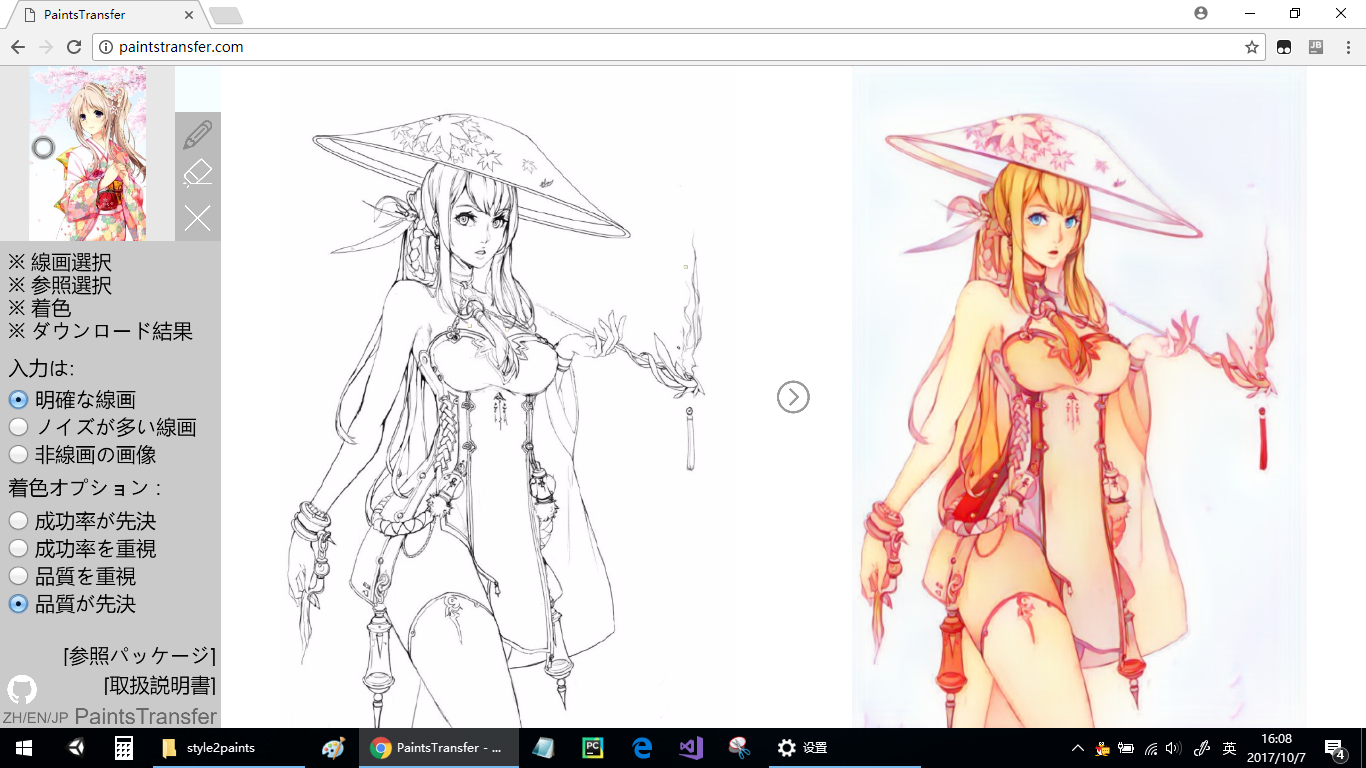 PaintsTransfer
paintstransfer.com
※ 線画選択
※ 参照選択
※ 着色
※ ダウンロード結果
入力は:
明確な線画
ノイズが多い線画
非線画の画像
着色オプション :
成功率が先決
成功率を重視
品質を重視
品質が先決
[参照パッケージ]
[取扱説明書]
ZH/EN/JP PaintsTransfer
JB
style2paints
PaintsTransfer - ...
PC
设置
英
16:08
2017/10/7
4